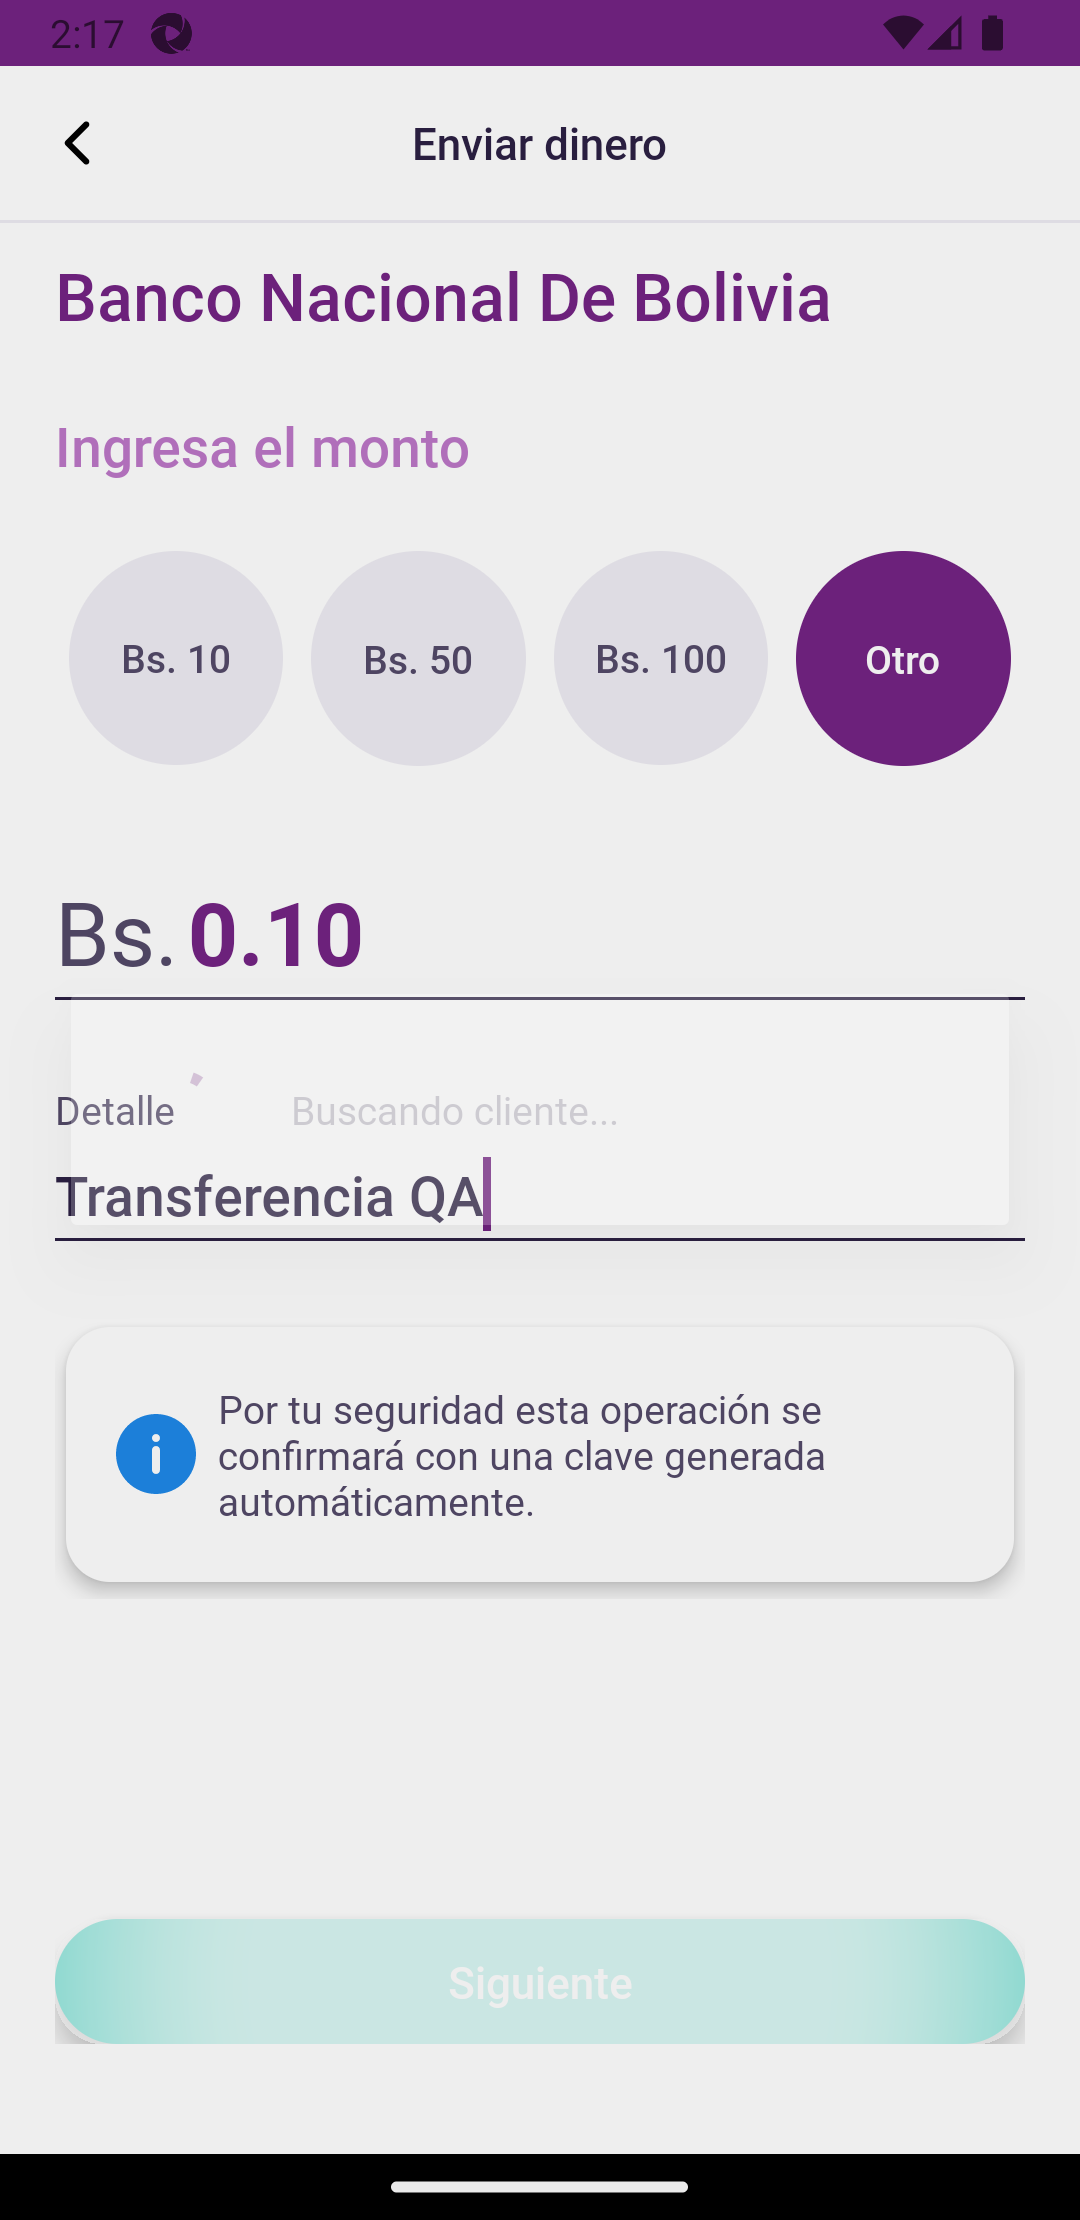 2:17
Enviar dinero
Banco Nacional De Bolivia
Ingresa el monto
Bs. 10
Bs. 50
Bs. 100
Otro
Bs. 0.10
Detalle
Buscando cliente...
Transferencia QA
Por tu seguridad esta operación se
confirmará con una clave generada
automáticamente.
Siguiente